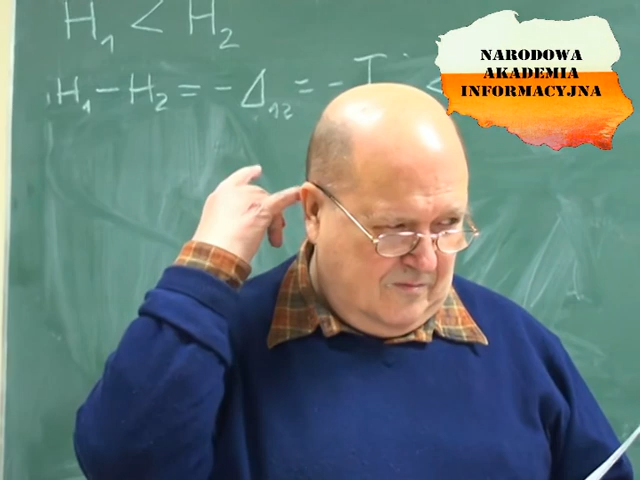 H₁ < H₂
H₁ - H₂ = - Δ₁₂ = -
NARODOWA
AKADEMIA
INFORMACYJNA